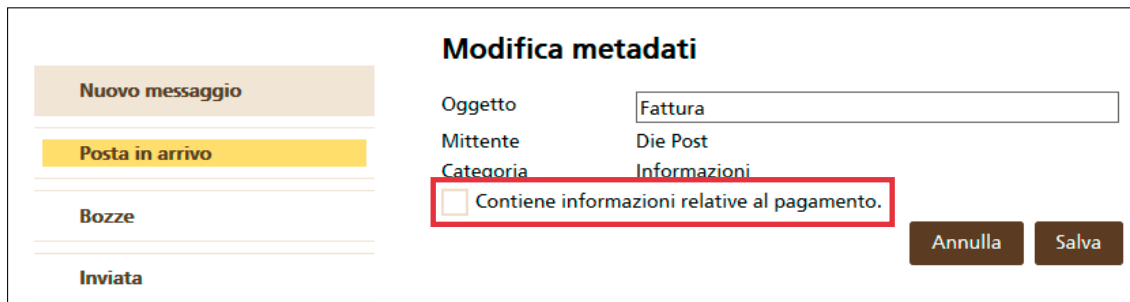 Modifica metadati
Nuovo messaggio
Posta in arrivo
Bozze
Inviata
Oggetto Fattura
Mittente Die Post
Categoria Informazioni
Contiene informazioni relative al pagamento.
Annulla Salva